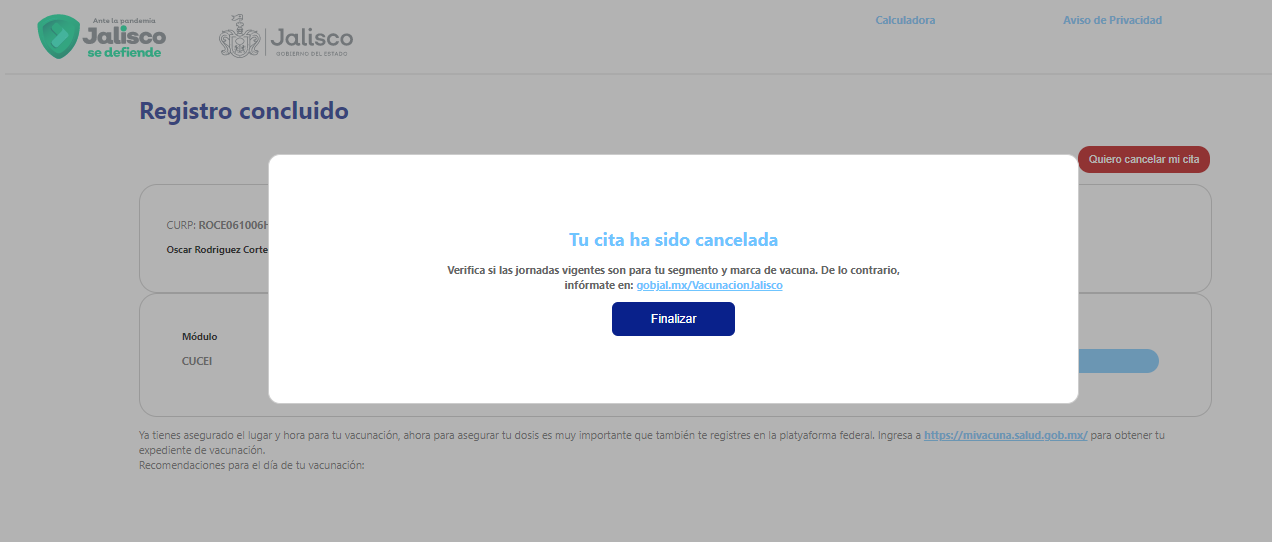 Ante la pandemia
Jalisco
se defiende
Jalisco
GOBIERNO DEL ESTADO
Calculadora
Aviso de Privacidad
Registro concluido
Quiero cancelar mi cita
CURP: ROCE061006H
Oscar Rodriguez Corte
Tu cita ha sido cancelada
Verifica si las jornadas vigentes son para tu segmento y marca de vacuna. De lo contrario,
infórmate en: gobjal.mx/VacunacionJalisco
Finalizar
Módulo
CUCEI
Ya tienes asegurado el lugar y hora para tu vacunación, ahora para asegurar tu dosis es muy importante que también te registres en la platyaforma federal. Ingresa a https://mivacuna.salud.gob.mx/ para obtener tu
expediente de vacunación.
Recomendaciones para el día de tu vacunación: